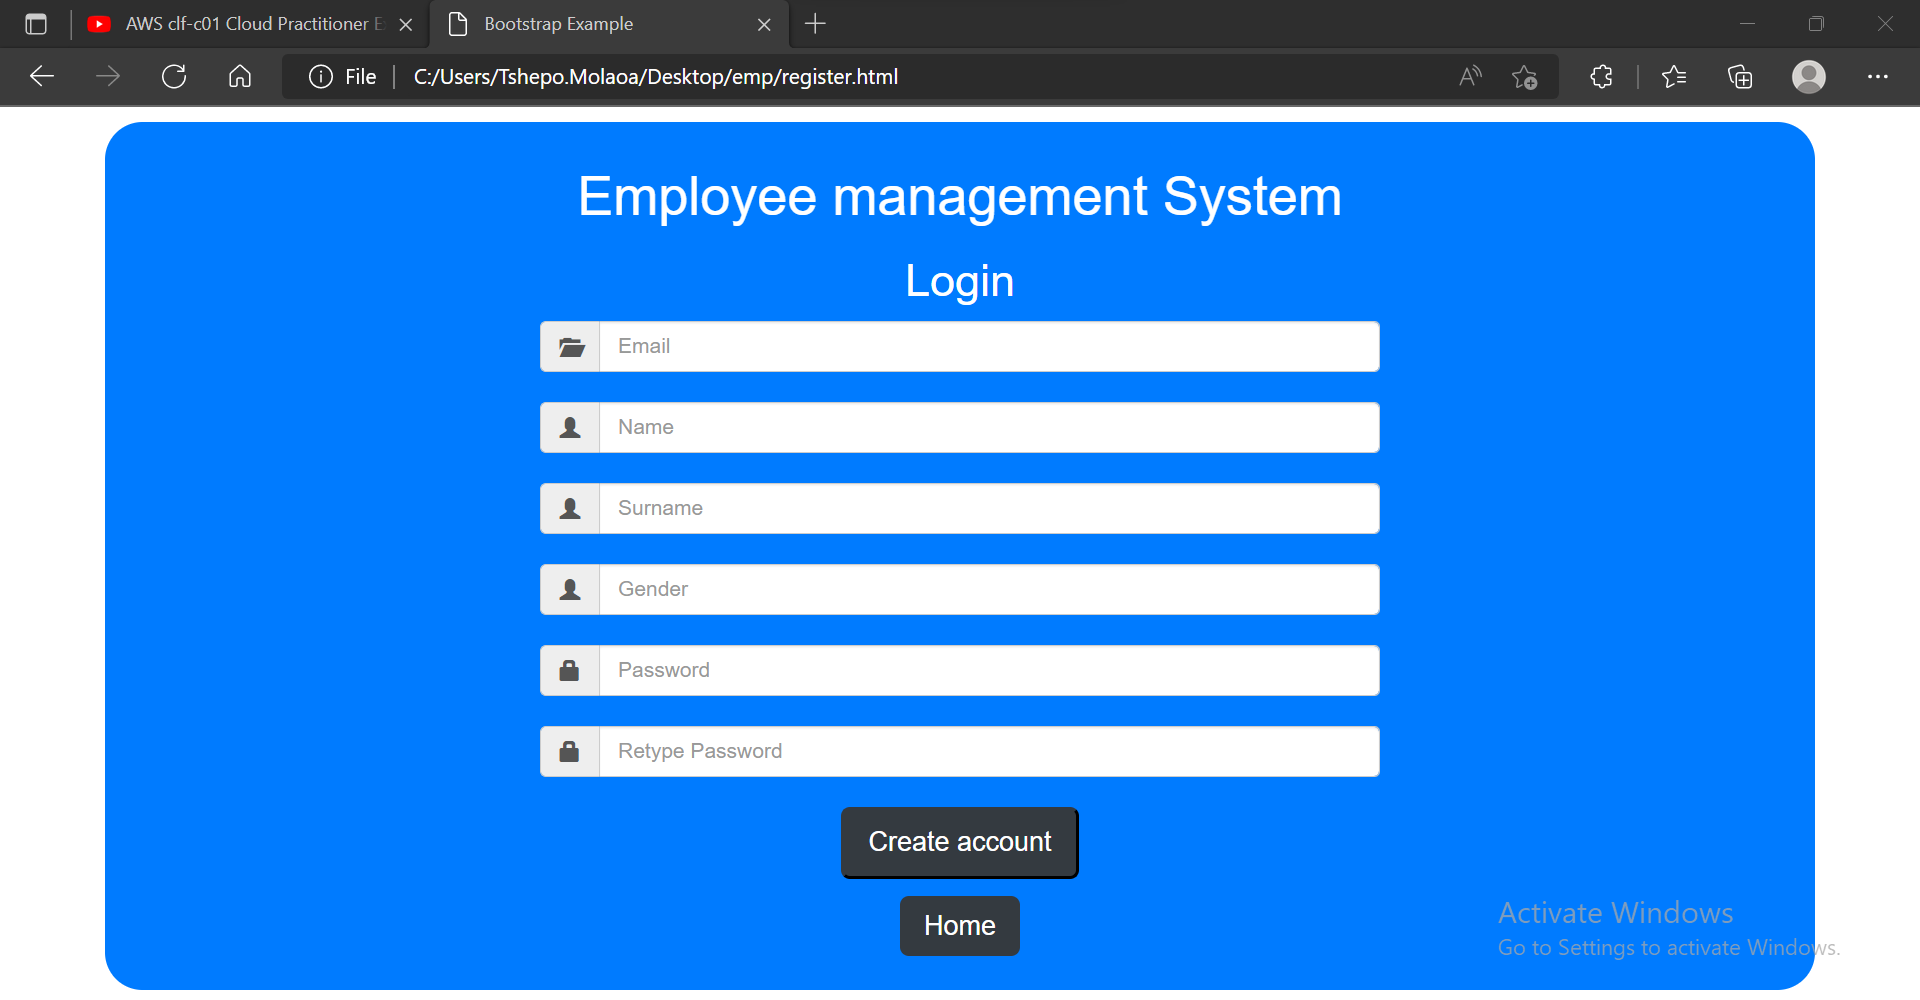 AWS clf-c01 Cloud Practitioner E
Bootstrap Example
File
C:/Users/Tshepo.Molaoa/Desktop/emp/register.html
Employee management System
Login
Email
Name
Surname
Gender
Password
Retype Password
Create account
Home
Activate Windows
Go to Settings to activate Windows.